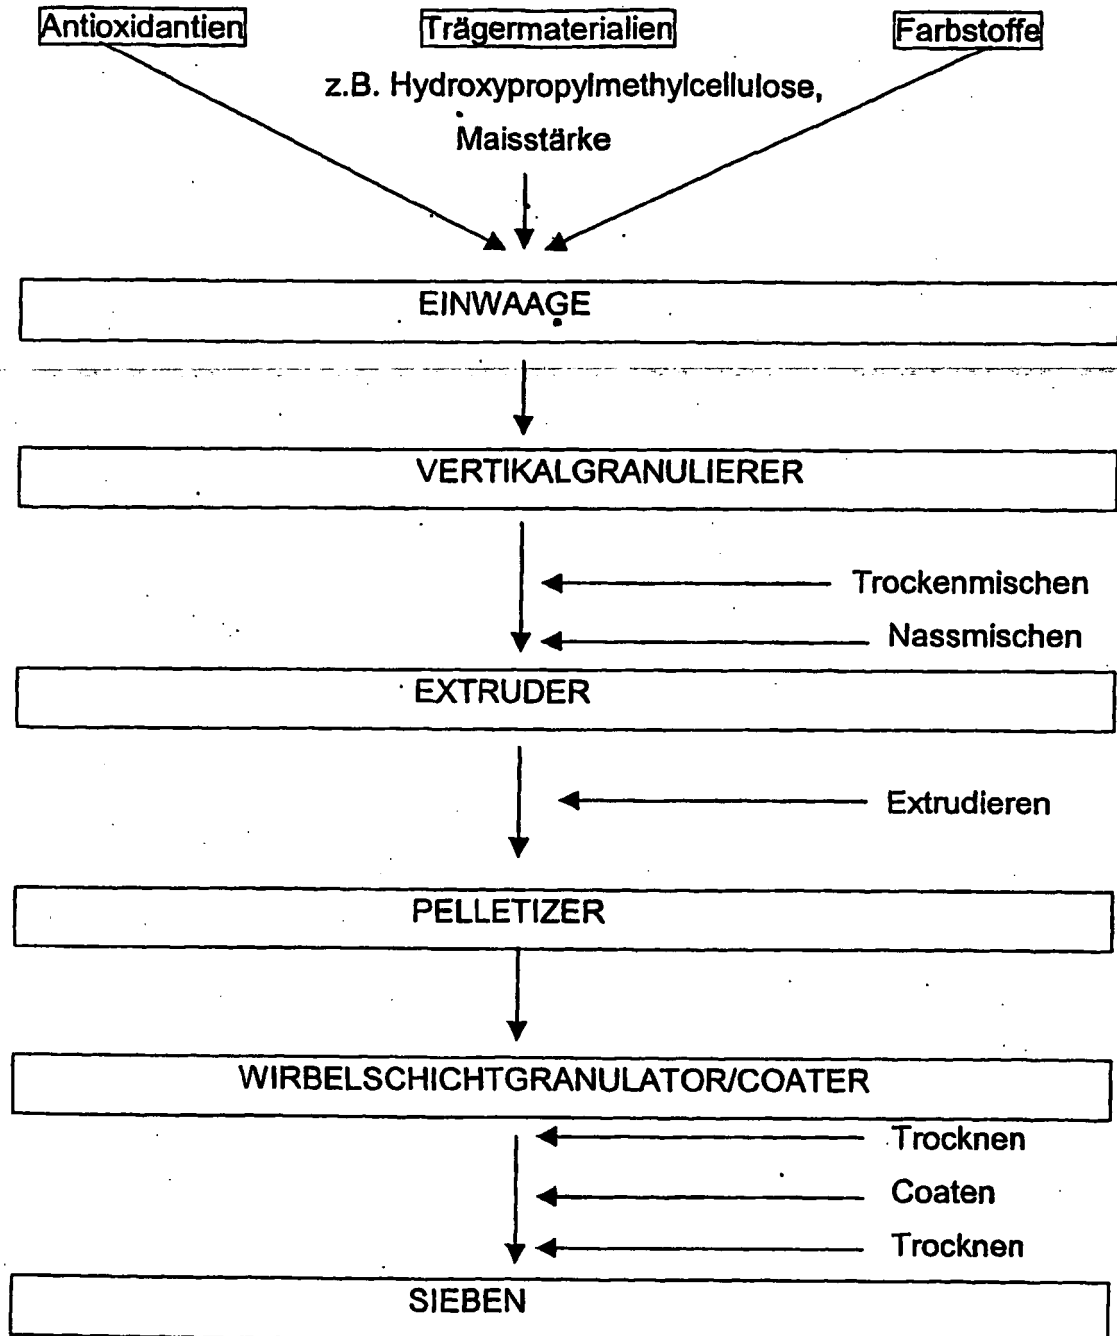 Antioxidantien
Trägermaterialien
Farbstoffe
z.B. Hydroxypropylmethylcellulose,
Maisstärke
EINWAAGE
VERTIKALGRANULIERER
Trockenmischen
Nassmischen
EXTRUDER
Extrudieren
PELLETIZER
WIRBELSCHICHTGRANULATOR/COATER
Trocknen
Coaten
Trocknen
SIEBEN